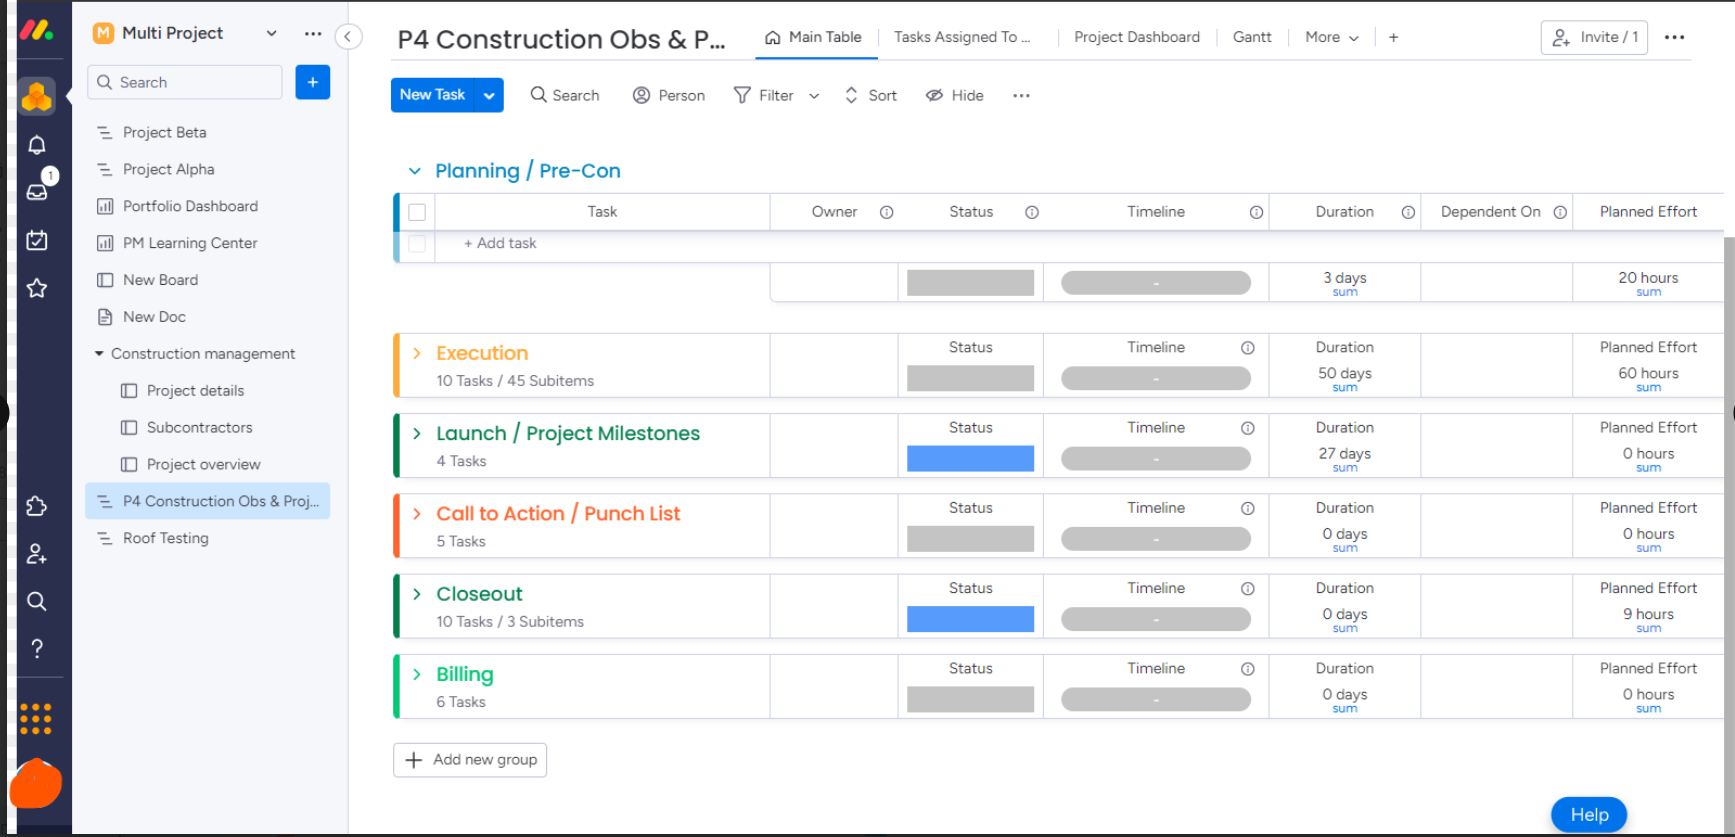 M Multi Project
Search
+
1
Project Beta
Project Alpha
Portfolio Dashboard
PM Learning Center
New Board
New Doc
Construction management
Project details
Subcontractors
Project overview
P4 Construction Obs & Proj...
Roof Testing
?
P4 Construction Obs & P...
Main Table
Tasks Assigned To ...
Project Dashboard
Gantt
More
+
Invite / 1
New Task
Search
Person
Filter
Sort
Hide
Planning / Pre-Con
Task Owner Status Timeline Duration Dependent On Planned Effort
+ Add task
- 3 days 20 hours
sum sum
Execution Status Timeline Duration Planned Effort
10 Tasks / 45 Subitems - 50 days 60 hours
sum sum
Launch / Project Milestones Status Timeline Duration Planned Effort
4 Tasks - 27 days 0 hours
sum sum
Call to Action / Punch List Status Timeline Duration Planned Effort
5 Tasks - 0 days 0 hours
sum sum
Closeout Status Timeline Duration Planned Effort
10 Tasks / 3 Subitems - 0 days 9 hours
sum sum
Billing Status Timeline Duration Planned Effort
6 Tasks - 0 days 0 hours
sum sum
+ Add new group
Help